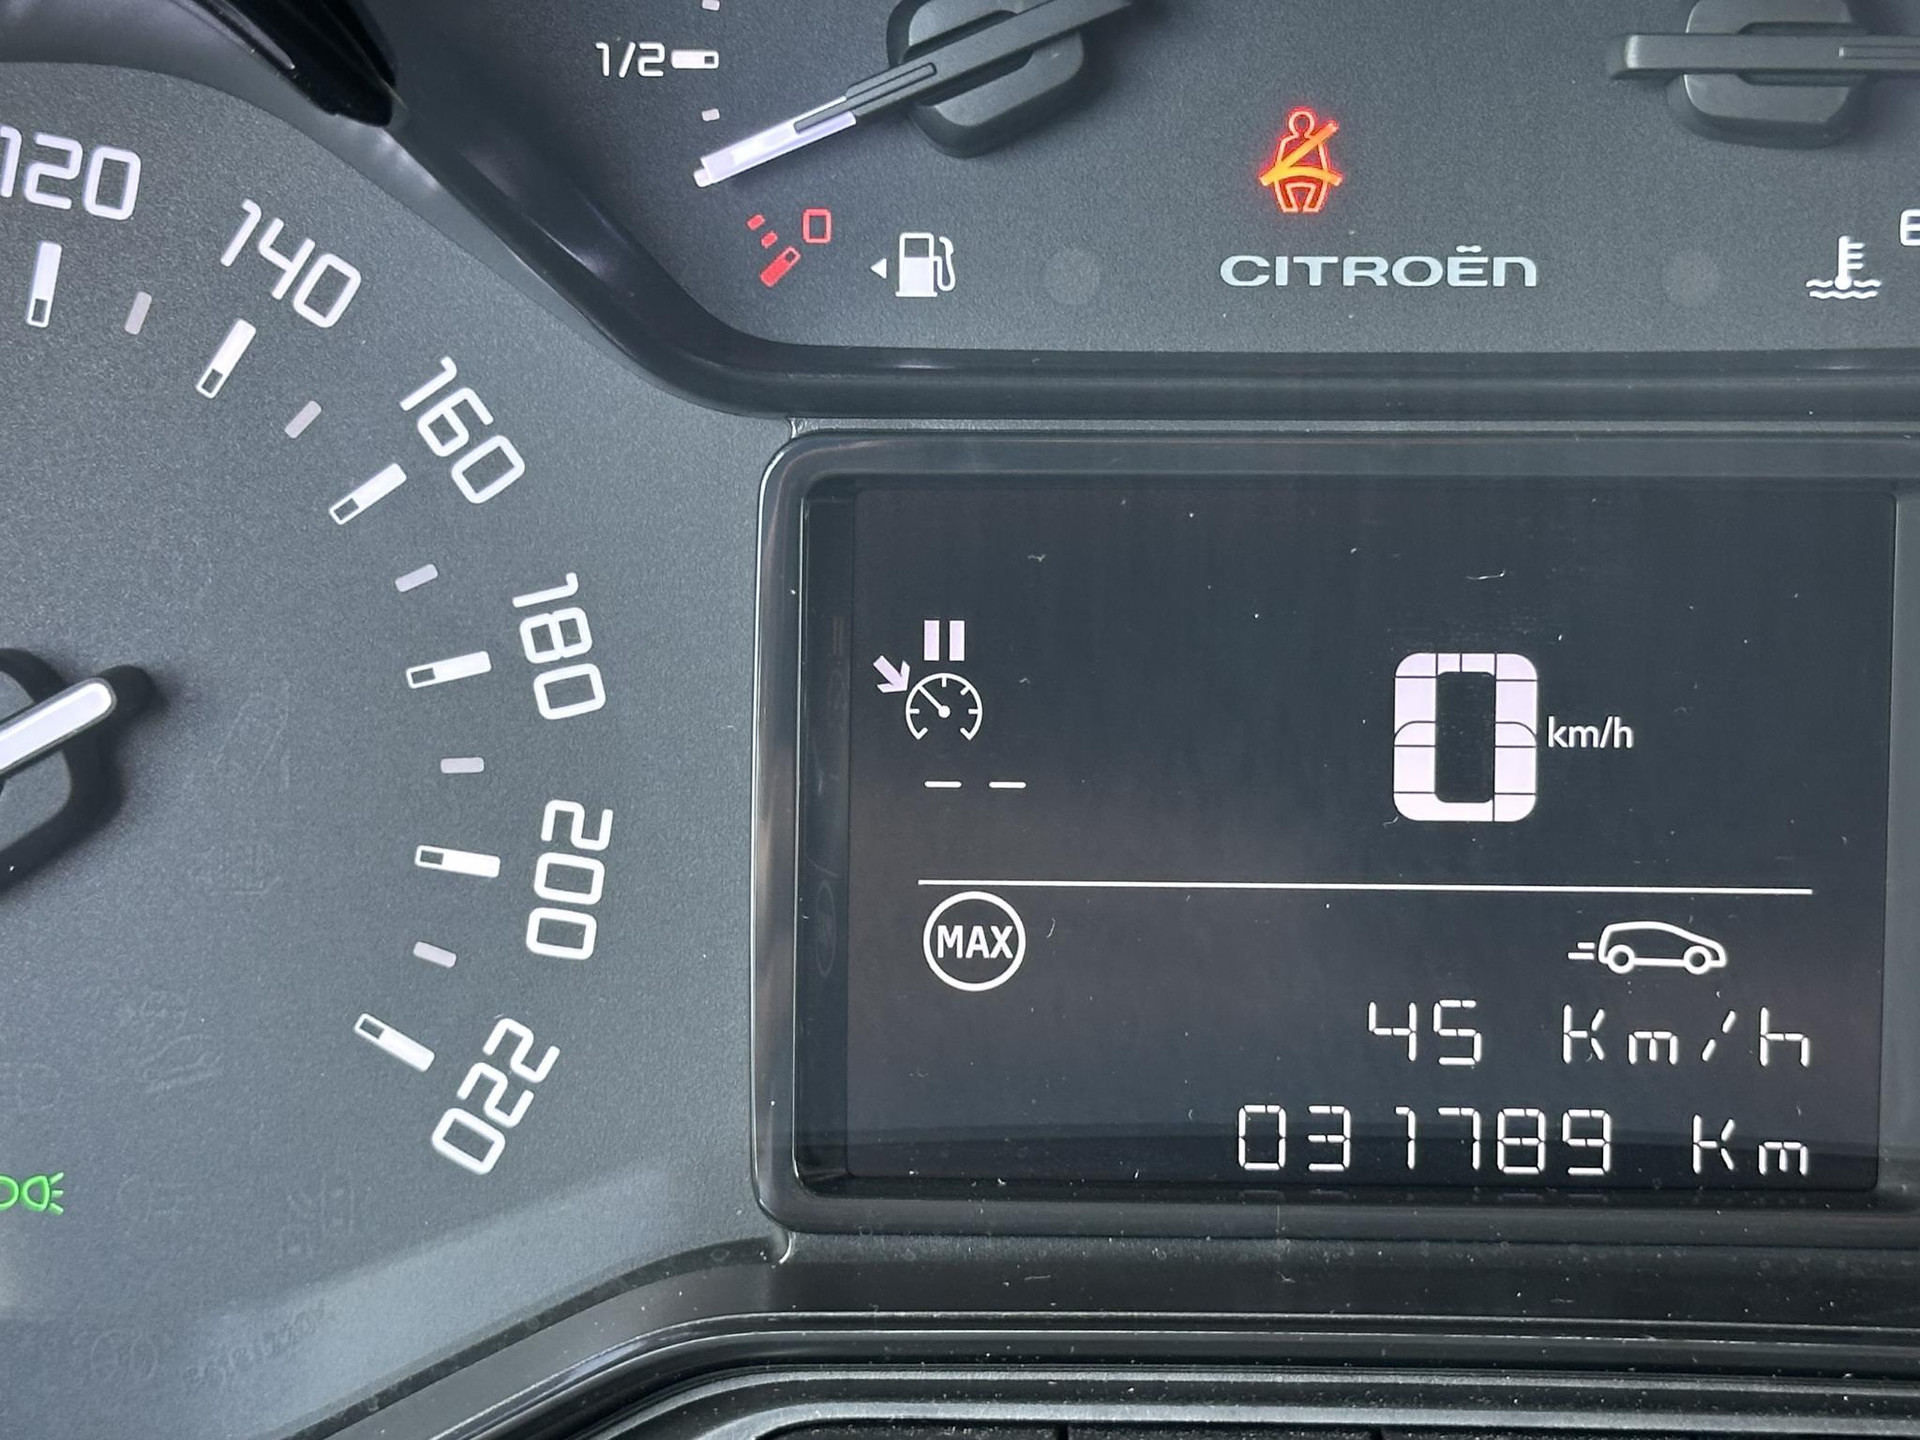 1/2
0
CITROËN
120
140
160
180
200
220
0 km/h
– –
MAX
45 Km/h
031789 Km